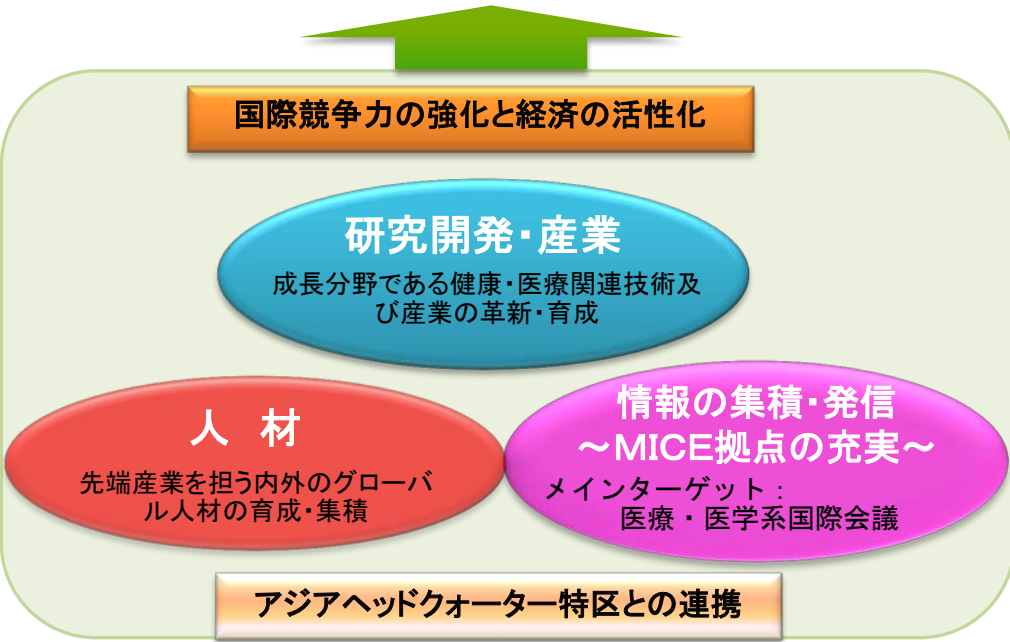 国際競争力の強化と経済の活性化
研究開発・産業
成長分野である健康・医療関連技術及
び産業の革新・育成
人　材
先端産業を担う内外のグローバ
ル人材の育成・集積
情報の集積・発信
～MICE拠点の充実～
メインターゲット：
医療・医学系国際会議
アジアヘッドクォーター特区との連携